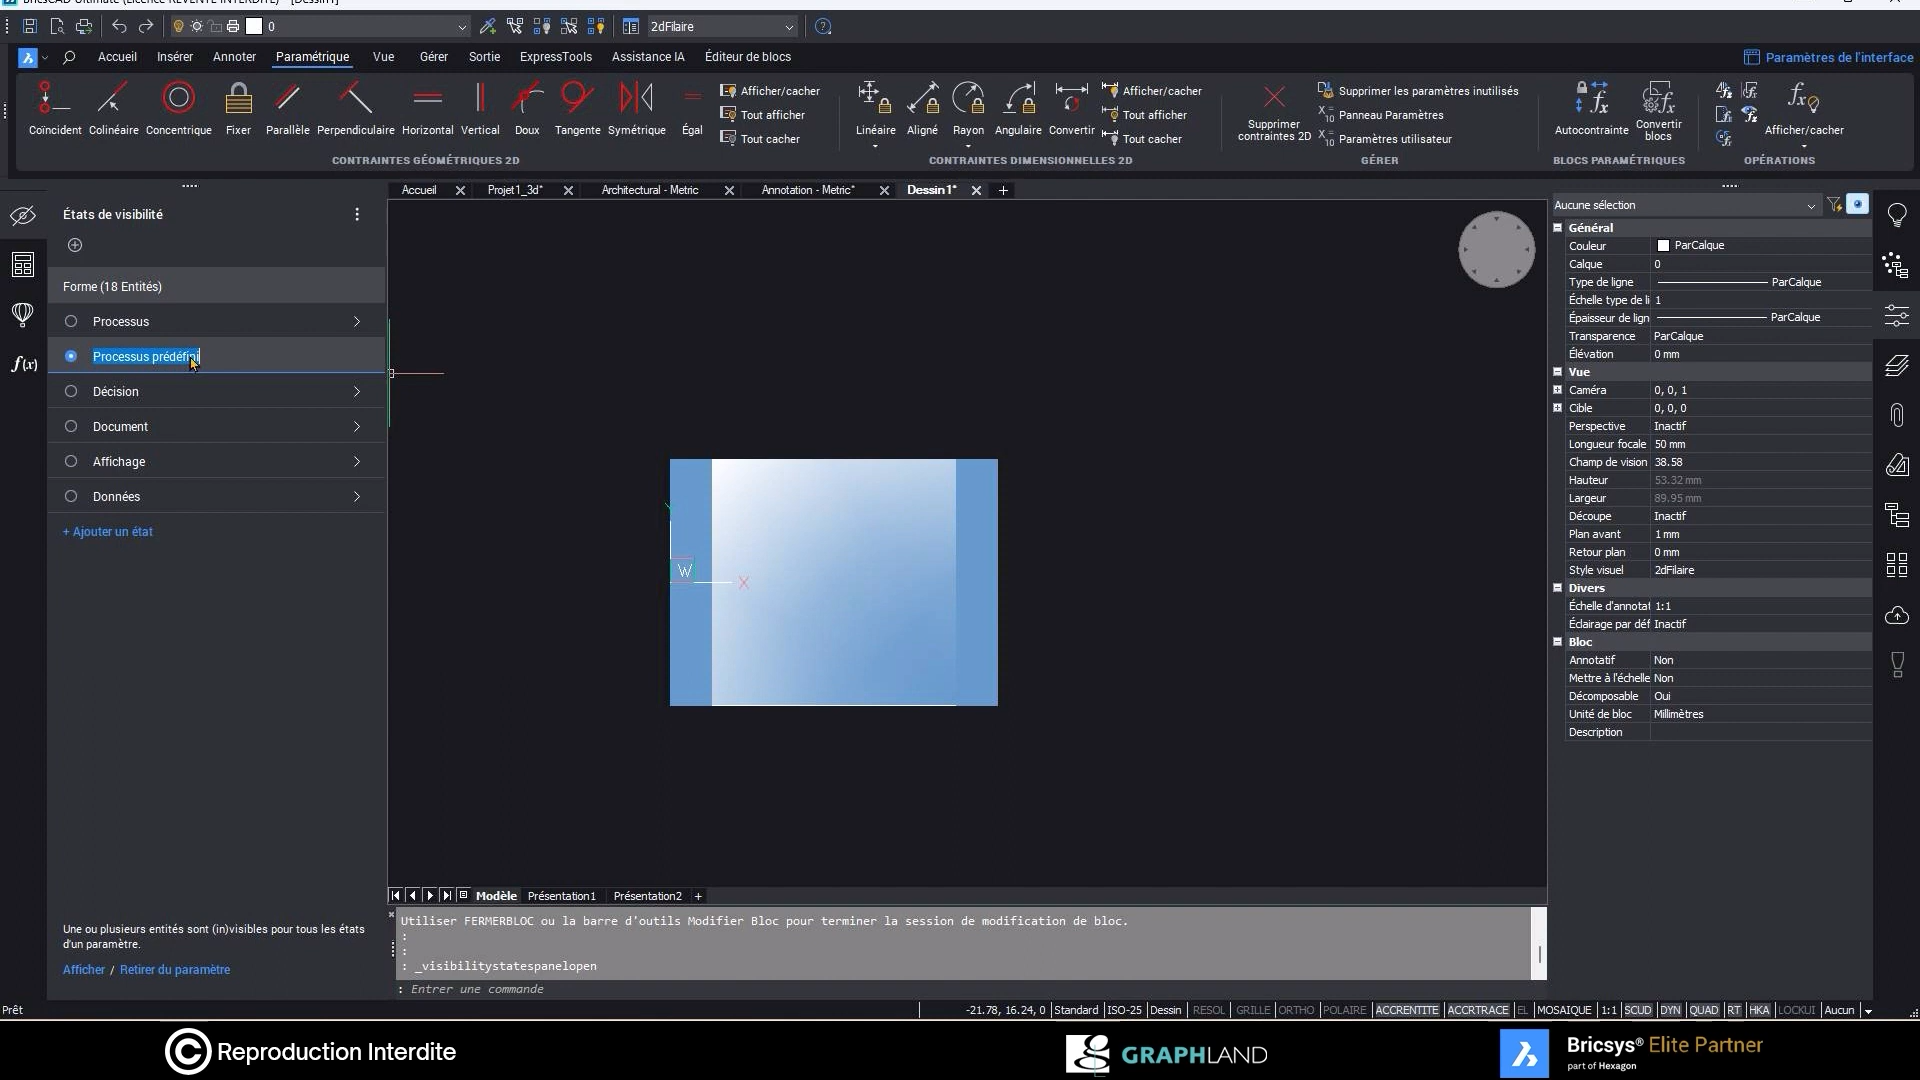 BricsCAD Ultimate (Licence REVENTE INTERDITE) - [Dessin1]
0
2dFilaire
Accueil Insérer Annoter Paramétrique Vue Gérer Sortie ExpressTools Assistance IA Éditeur de blocs
Paramètres de l'interface
Coïncident Colinéaire Concentrique Fixer Parallèle Perpendiculaire Horizontal Vertical Doux Tangente Symétrique Égal
Afficher/cacher
Tout afficher
Tout cacher
CONTRAINTES GÉOMÉTRIQUES 2D
Linéaire Aligné Rayon Angulaire Convertir
Afficher/cacher
Tout afficher
Tout cacher
CONTRAINTES DIMENSIONNELLES 2D
Supprimer
contraintes 2D
Supprimer les paramètres inutilisés
Panneau Paramètres
Paramètres utilisateur
GÉRER
Autocontrainte
Convertir
blocs
BLOCS PARAMÉTRIQUES
Afficher/cacher
OPÉRATIONS
Accueil Projet1_3d* Architectural - Metric Annotation - Metric* Dessin1*
États de visibilité
Forme (18 Entités)
Processus
Processus prédéfini
Décision
Document
Affichage
Données
+ Ajouter un état
f(x)
Une ou plusieurs entités sont (in)visibles pour tous les états
d'un paramètre.
Afficher / Retirer du paramètre
W
X
Aucune sélection
Général
Couleur ParCalque
Calque 0
Type de ligne ParCalque
Échelle type de li 1
Épaisseur de lign ParCalque
Transparence ParCalque
Élévation 0 mm
Vue
Caméra 0, 0, 1
Cible 0, 0, 0
Perspective Inactif
Longueur focale 50 mm
Champ de vision 38.58
Hauteur 53.32 mm
Largeur 89.95 mm
Découpe Inactif
Plan avant 1 mm
Retour plan 0 mm
Style visuel 2dFilaire
Divers
Échelle d'annotat 1:1
Éclairage par déf Inactif
Bloc
Annotatif Non
Mettre à l'échelle Non
Décomposable Oui
Unité de bloc Millimètres
Description
Modèle Présentation1 Présentation2 +
Utiliser FERMERBLOC ou la barre d'outils Modifier Bloc pour terminer la session de modification de bloc.
:
:
: _visibilitystatespanelopen
: Entrer une commande
Prêt
-21.78, 16.24, 0 Standard ISO-25 Dessin RESOL GRILLE ORTHO POLAIRE ACCRENTITE ACCRTRACE EL MOSAIQUE 1:1 SCUD DYN QUAD RT HKA LOCKUI Aucun
© Reproduction Interdite
GRAPHLAND
Bricsys® Elite Partner
part of Hexagon